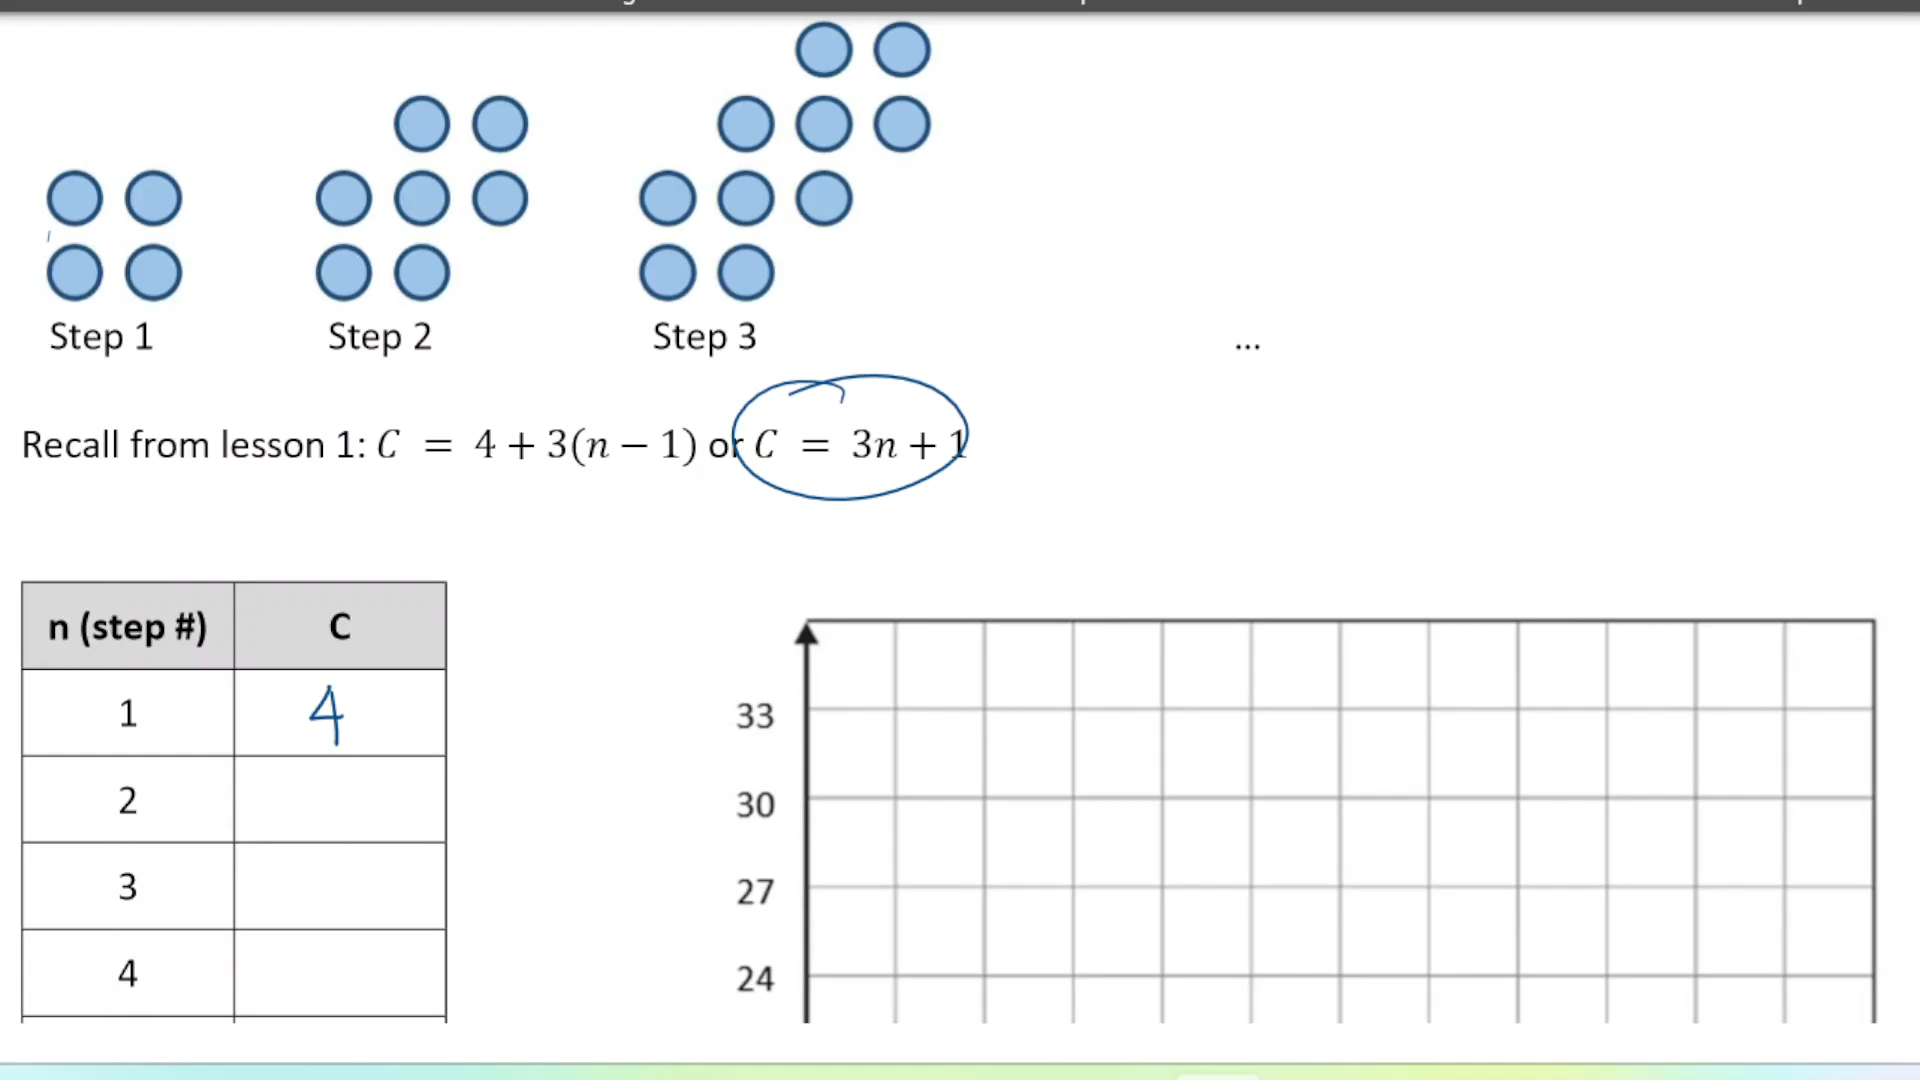 Step 1
Step 2
Step 3
...
Recall from lesson 1: C = 4 + 3(n − 1) or C = 3n + 1
n (step #) C
1 4
2
3
4
33
30
27
24